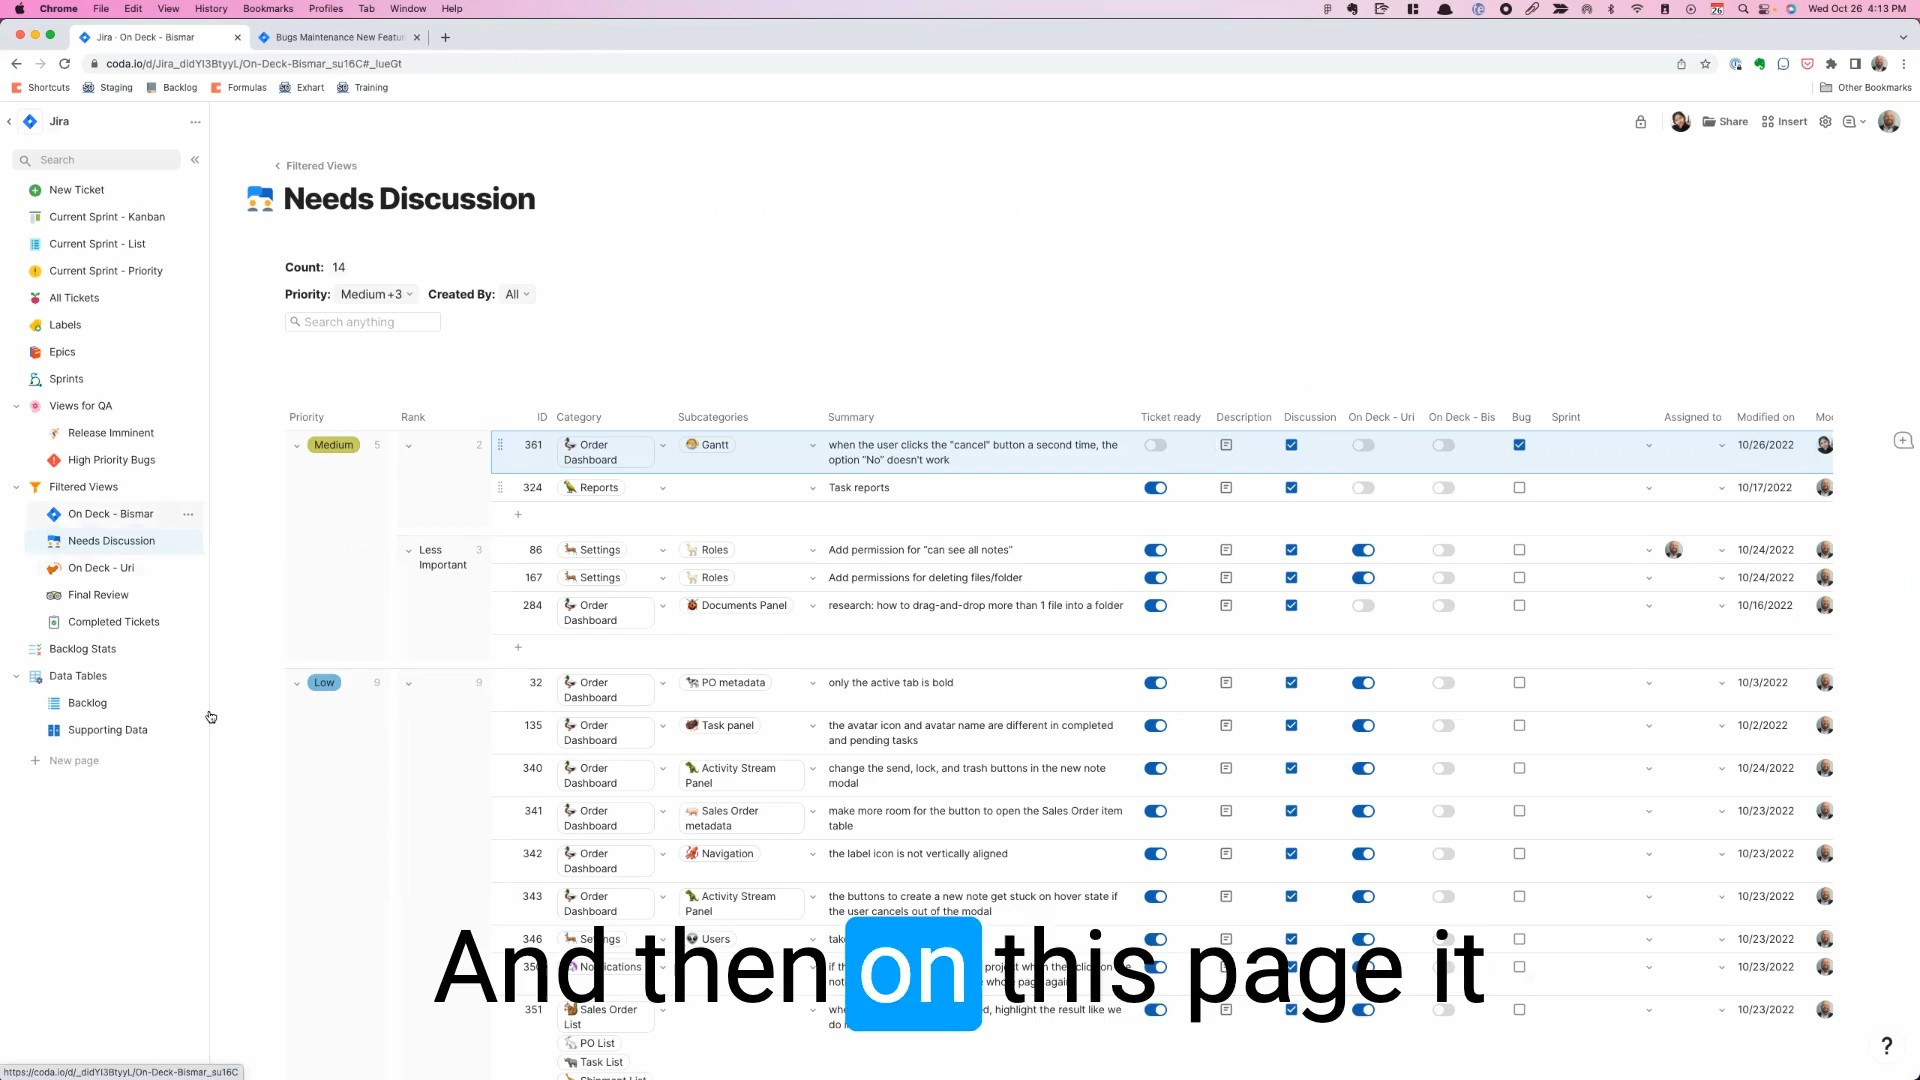 Chrome File Edit View History Bookmarks Profiles Tab Window Help
26
Wed Oct 26 4:13 PM
Jira · On Deck - Bismar
Bugs Maintenance New Featur
coda.io/d/Jira_didYI3BtyyL/On-Deck-Bismar_su16C#_lueGt
Shortcuts Staging Backlog Formulas Exhart Training
Other Bookmarks
Jira
Share Insert
Search
New Ticket
Current Sprint - Kanban
Current Sprint - List
Current Sprint - Priority
All Tickets
Labels
Epics
Sprints
Views for QA
Release Imminent
High Priority Bugs
Filtered Views
On Deck - Bismar
Needs Discussion
On Deck - Uri
Final Review
Completed Tickets
Backlog Stats
Data Tables
Backlog
Supporting Data
New page
Filtered Views
Needs Discussion
Count: 14
Priority: Medium+3 Created By: All
Search anything
Priority Rank ID Category Subcategories Summary Ticket ready Description Discussion On Deck - Uri On Deck - Bis Bug Sprint Assigned to Modified on Moc
Medium 5 2 361 Order Dashboard Gantt when the user clicks the "cancel" button a second time, the 10/26/2022
option "No" doesn't work
324 Reports Task reports 10/17/2022
Less Important 3 86 Settings Roles Add permission for "can see all notes" 10/24/2022
167 Settings Roles Add permissions for deleting files/folder 10/24/2022
284 Order Dashboard Documents Panel research: how to drag-and-drop more than 1 file into a folder 10/16/2022
Low 9 9 32 Order Dashboard PO metadata only the active tab is bold 10/3/2022
135 Order Dashboard Task panel the avatar icon and avatar name are different in completed 10/2/2022
and pending tasks
340 Order Dashboard Activity Stream Panel change the send, lock, and trash buttons in the new note 10/24/2022
modal
341 Order Dashboard Sales Order metadata make more room for the button to open the Sales Order item 10/23/2022
table
342 Order Dashboard Navigation the label icon is not vertically aligned 10/23/2022
343 Order Dashboard Activity Stream Panel the buttons to create a new note get stuck on hover state if 10/23/2022
the user cancels out of the modal
346 Settings Users 10/23/2022
Notifications 10/23/2022
351 Sales Order List highlight the result like we 10/23/2022
PO List
Task List
And then on this page it
https://coda.io/d/_didYI3BtyyL/On-Deck-Bismar_su16C
?